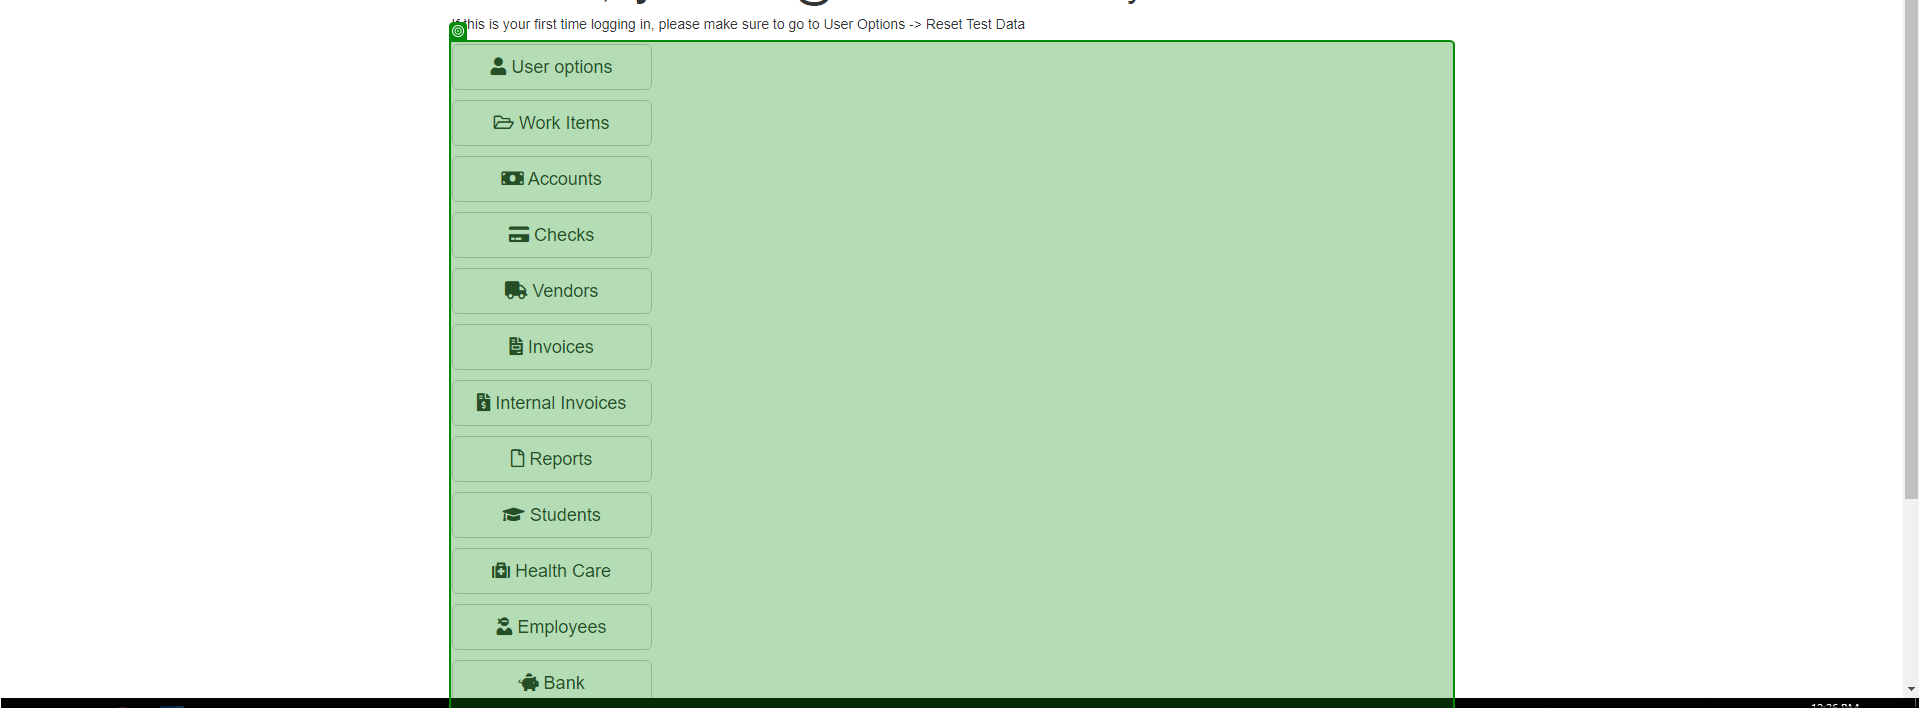 this is your first time logging in, please make sure to go to User Options -> Reset Test Data
User options
Work Items
Accounts
Checks
Vendors
Invoices
Internal Invoices
Reports
Students
Health Care
Employees
Bank